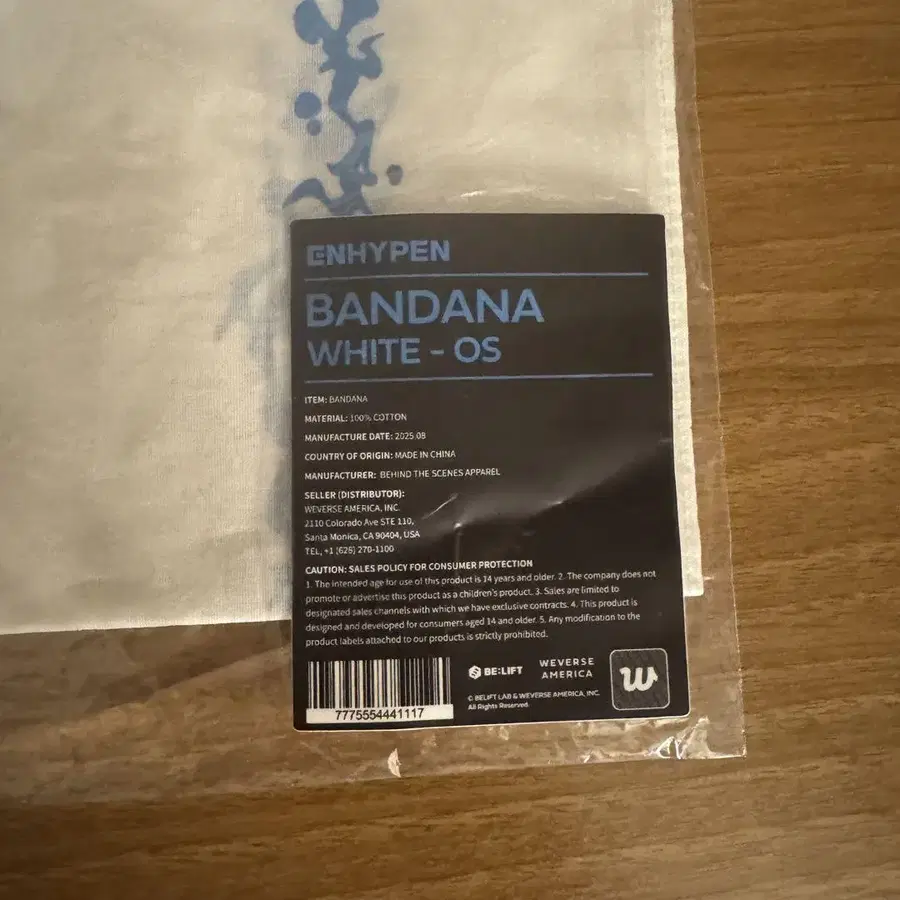 ENHYPEN
BANDANA
WHITE - OS
ITEM: BANDANA
MATERIAL: 100% COTTON
MANUFACTURE DATE: 2025.08
COUNTRY OF ORIGIN: MADE IN CHINA
MANUFACTURER: BEHIND THE SCENES APPAREL
SELLER (DISTRIBUTOR):
WEVERSE AMERICA, INC.
2110 Colorado Ave STE 110,
Santa Monica, CA 90404, USA
TEL, +1 (628) 270-1100
CAUTION: SALES POLICY FOR CONSUMER PROTECTION
1. The intended age for use of this product is 14 years and older. 2. The company does not
promote or advertise this product as a children's product. 3. Sales are limited to
designated sales channels with which we have exclusive contracts. 4. This product is
designed and developed for consumers aged 14 and older. 5. Any modification to the
product labels attached to our products is strictly prohibited.
7775554441117
BE:LIFT
WEVERSE
AMERICA
w
© BELIFT LAB & WEVERSE AMERICA, INC.
All Rights Reserved.